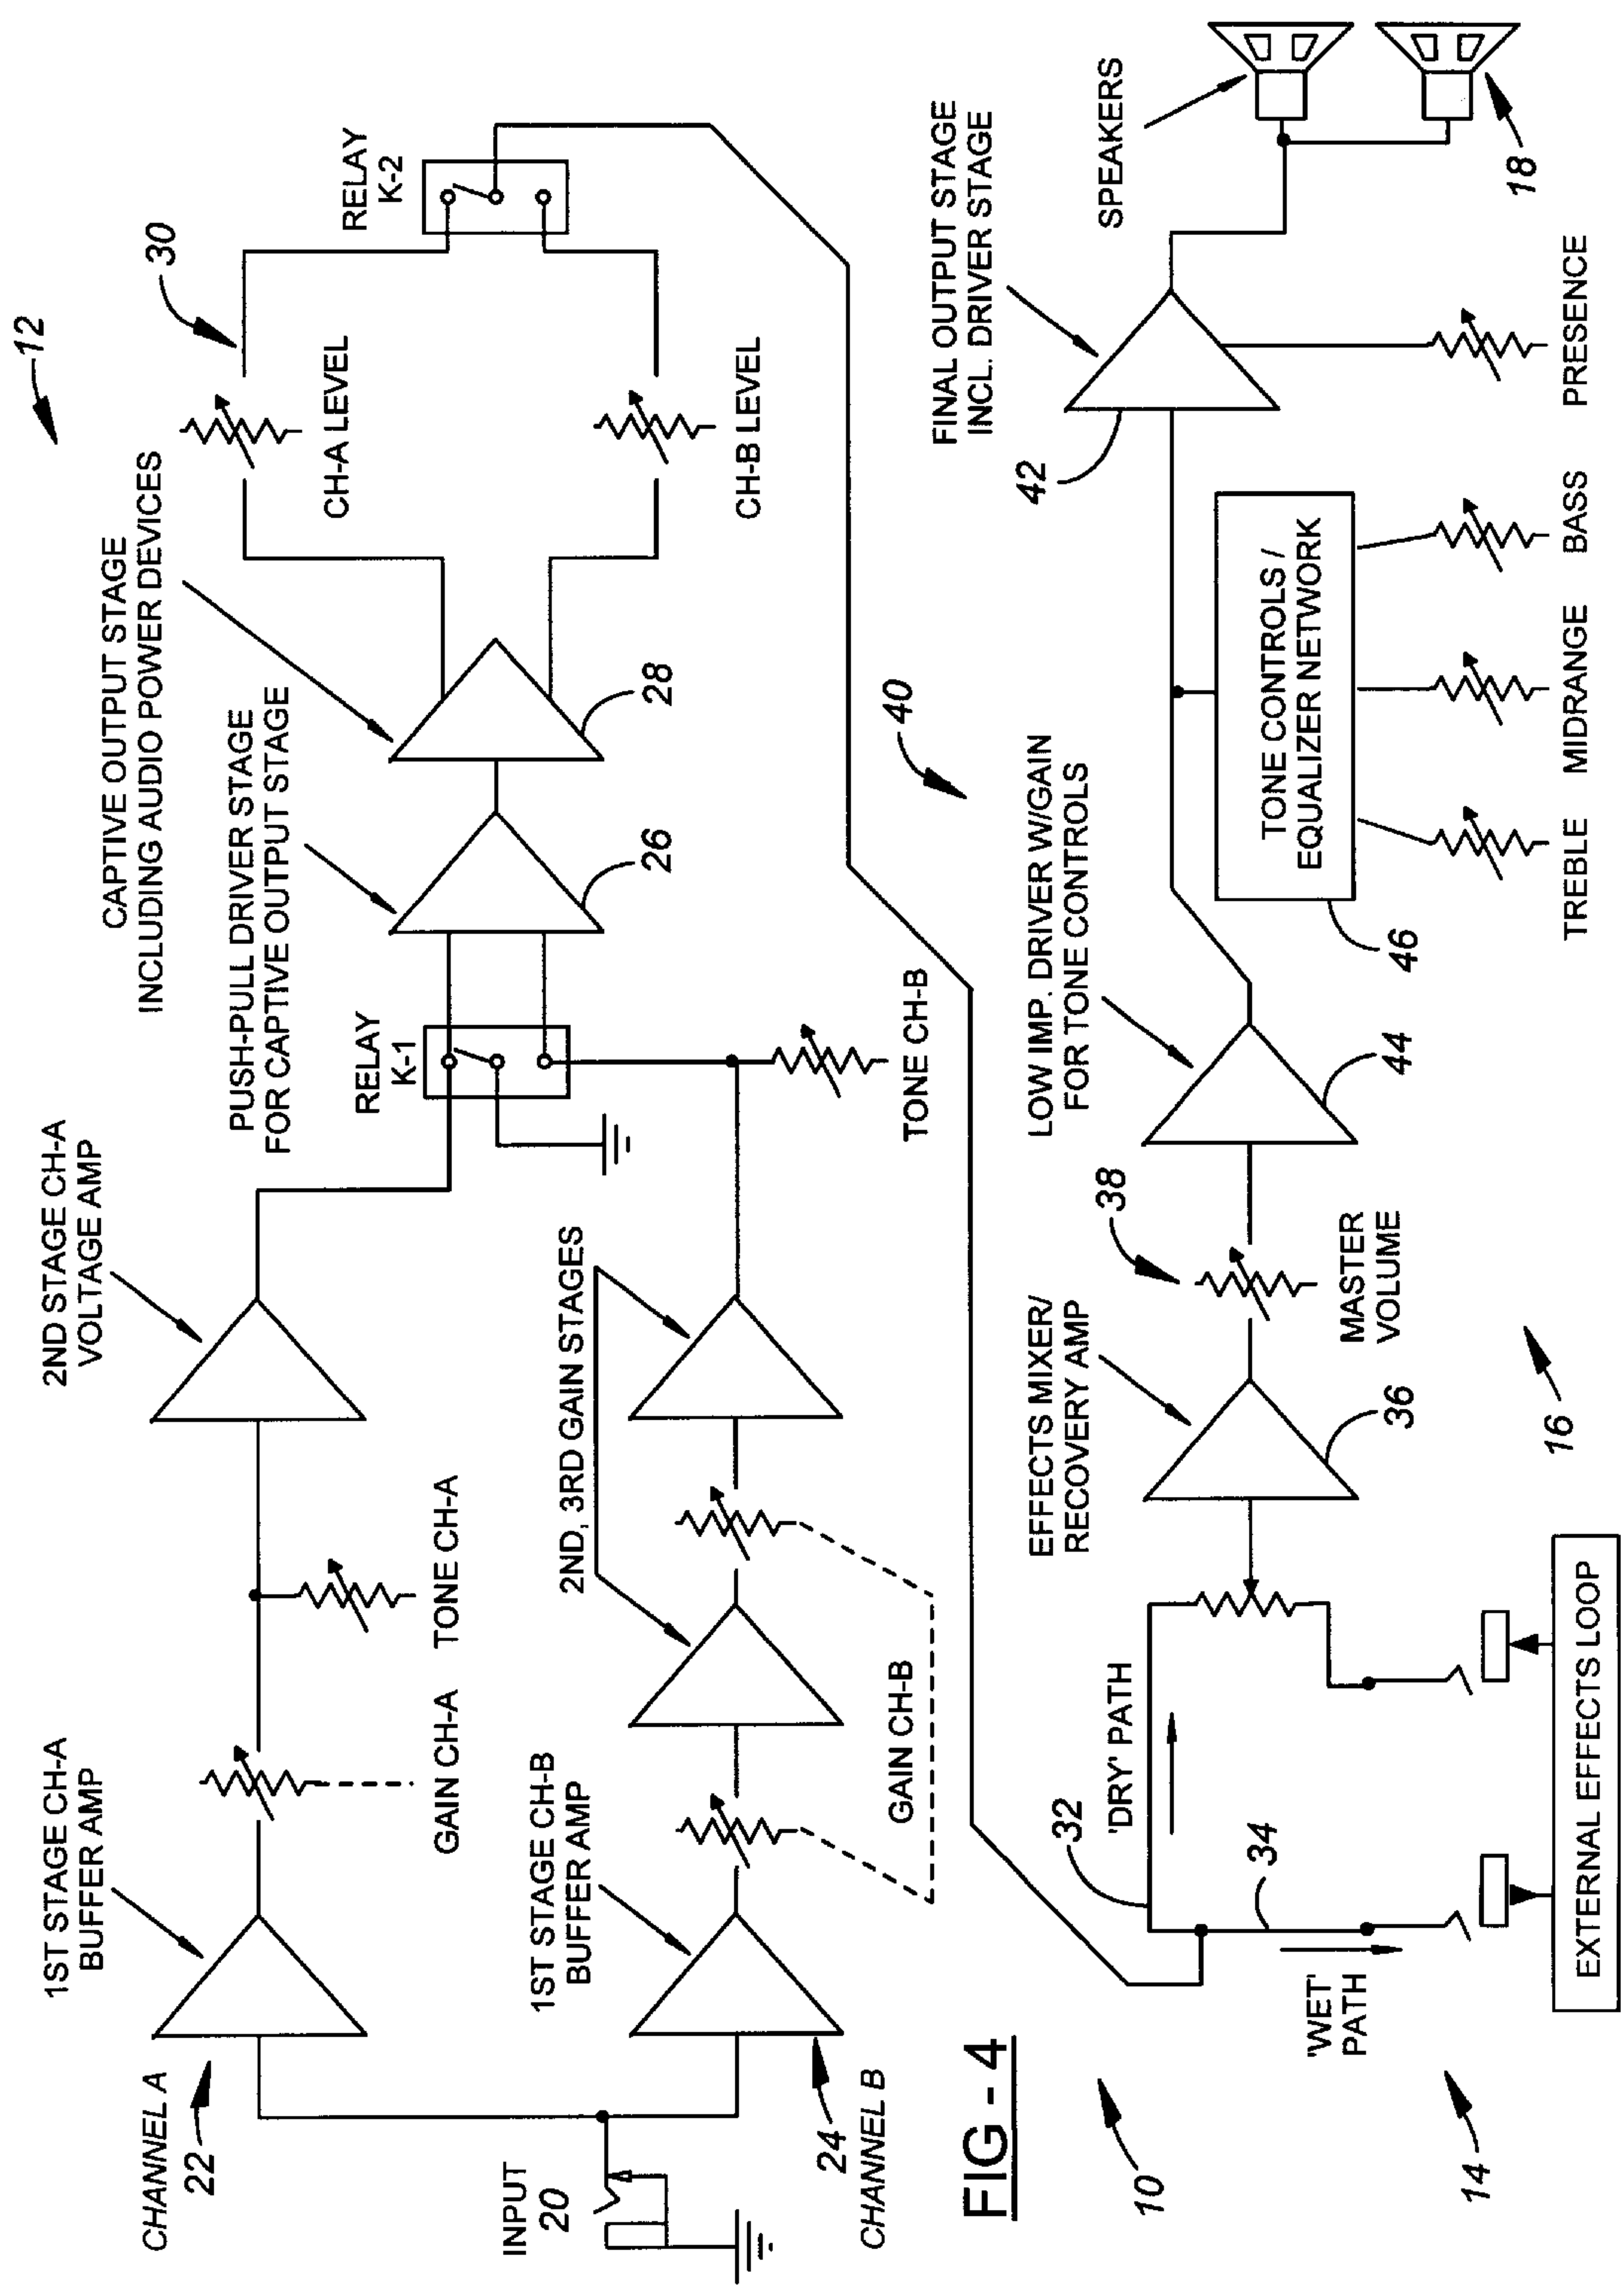 12
1ST STAGE CH-A
BUFFER AMP
2ND STAGE CH-A
VOLTAGE AMP
CAPTIVE OUTPUT STAGE
INCLUDING AUDIO POWER DEVICES
PUSH-PULL DRIVER STAGE
FOR CAPTIVE OUTPUT STAGE
30
CHANNEL A
22
GAIN CH-A
TONE CH-A
RELAY
K-1
CH-A LEVEL
RELAY
K-2
INPUT
20
1ST STAGE CH-B
BUFFER AMP
2ND, 3RD GAIN STAGES
26
28
CH-B LEVEL
24
CHANNEL B
GAIN CH-B
TONE CH-B
40
FIG - 4
10
32
'DRY' PATH
EFFECTS MIXER/
RECOVERY AMP
38
LOW IMP. DRIVER W/GAIN
FOR TONE CONTROLS
42
FINAL OUTPUT STAGE
INCL. DRIVER STAGE
SPEAKERS
34
'WET'
PATH
36
MASTER
VOLUME
44
46
TONE CONTROLS /
EQUALIZER NETWORK
14
16
18
EXTERNAL EFFECTS LOOP
TREBLE
MIDRANGE
BASS
PRESENCE